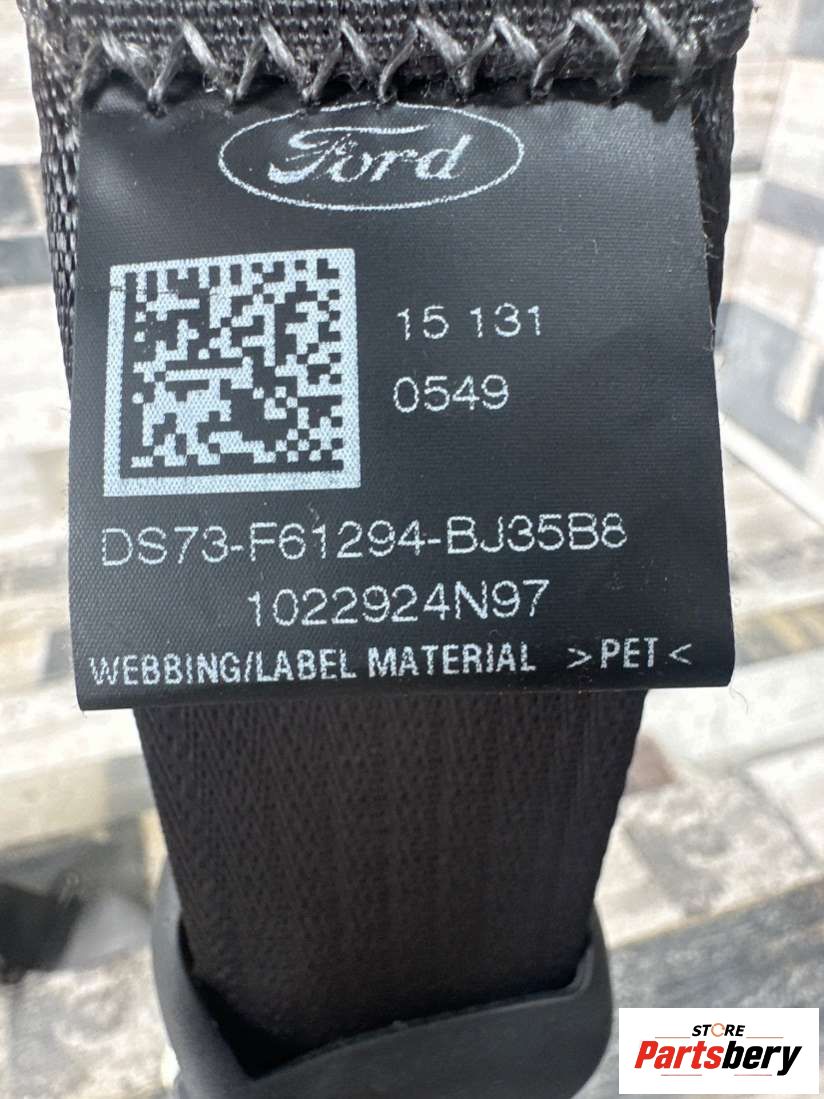 Ford
15 131
0549
DS73-F61294-BJ35B8
1022924N97
WEBBING/LABEL MATERIAL >PET<
STORE
Partsbery